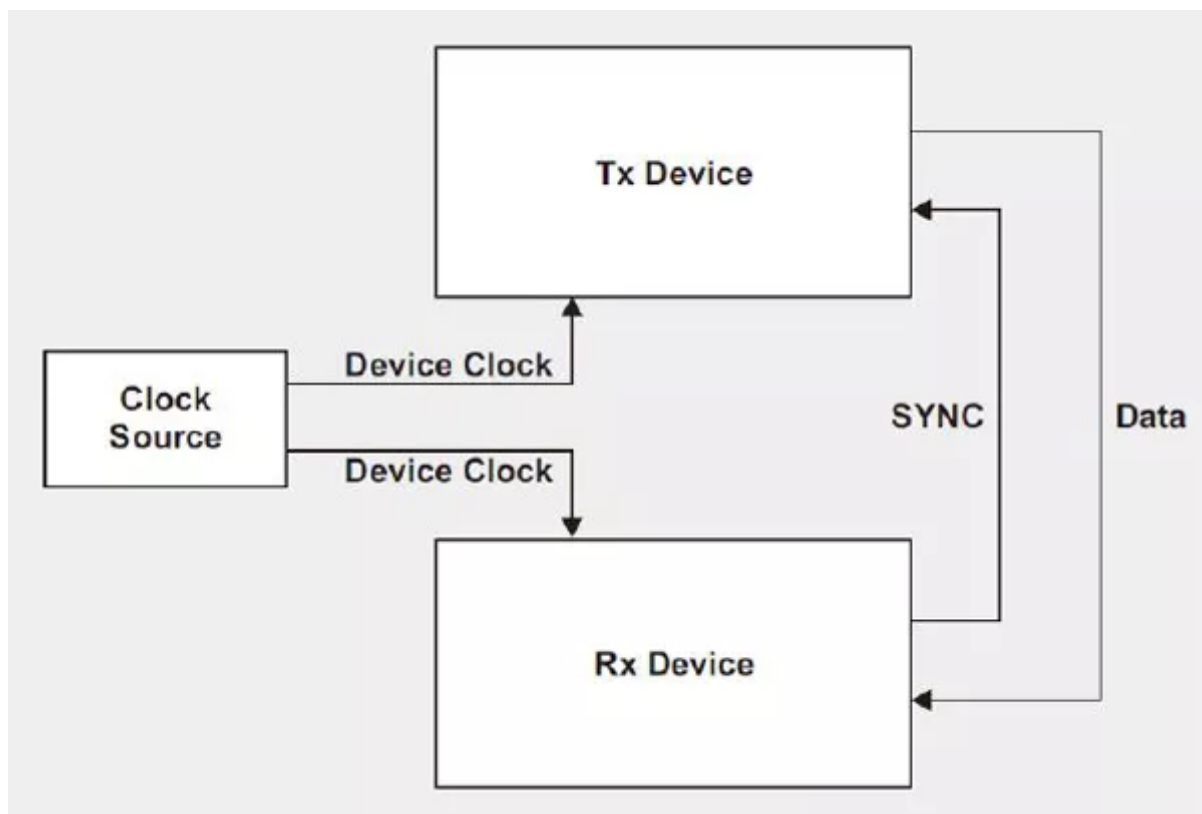 Tx Device
Device Clock
Clock
Source
SYNC
Data
Device Clock
Rx Device